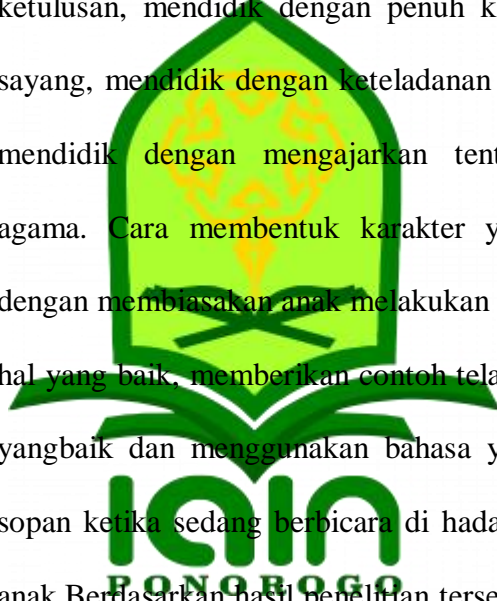 ketulusan, mendidik dengan penuh k
sayang, mendidik dengan keteladanan
mendidik dengan mengajarkan tent
agama. Cara membentuk karakter y
dengan membiasakan anak melakukan
hal yang baik, memberikan contoh tela
yangbaik dan menggunakan bahasa y
iain
sopan ketika sedang berbicara di hada
PONOROGO
anak Berdasarkan hasil penelitian terse